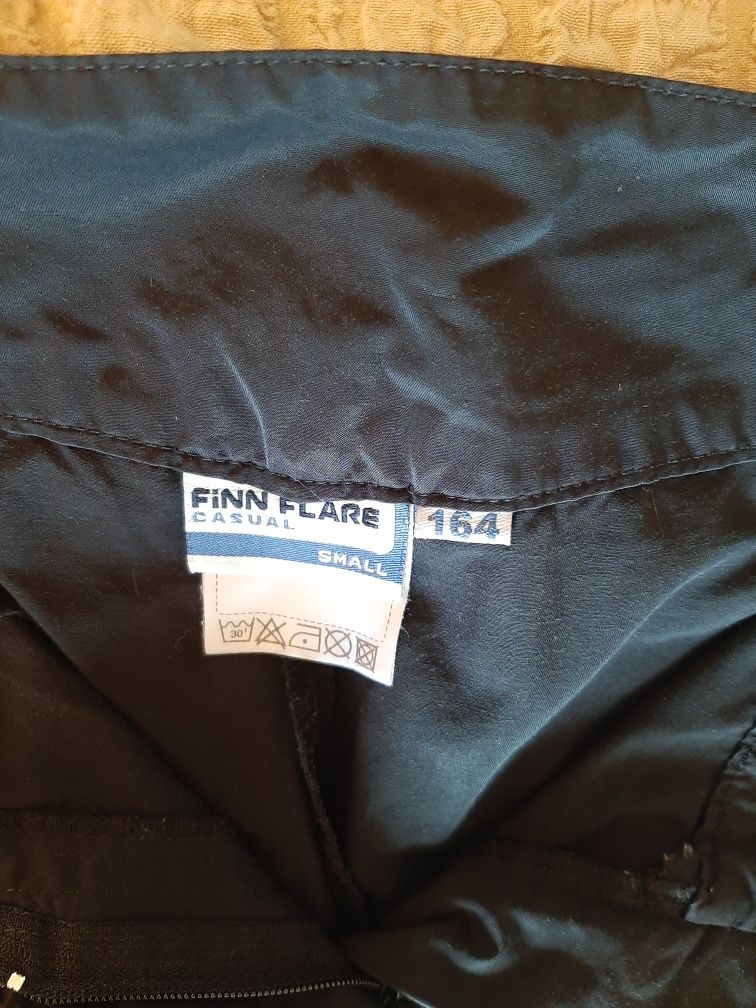 FiNN FLARE
CASUAL
SMALL
164
30°